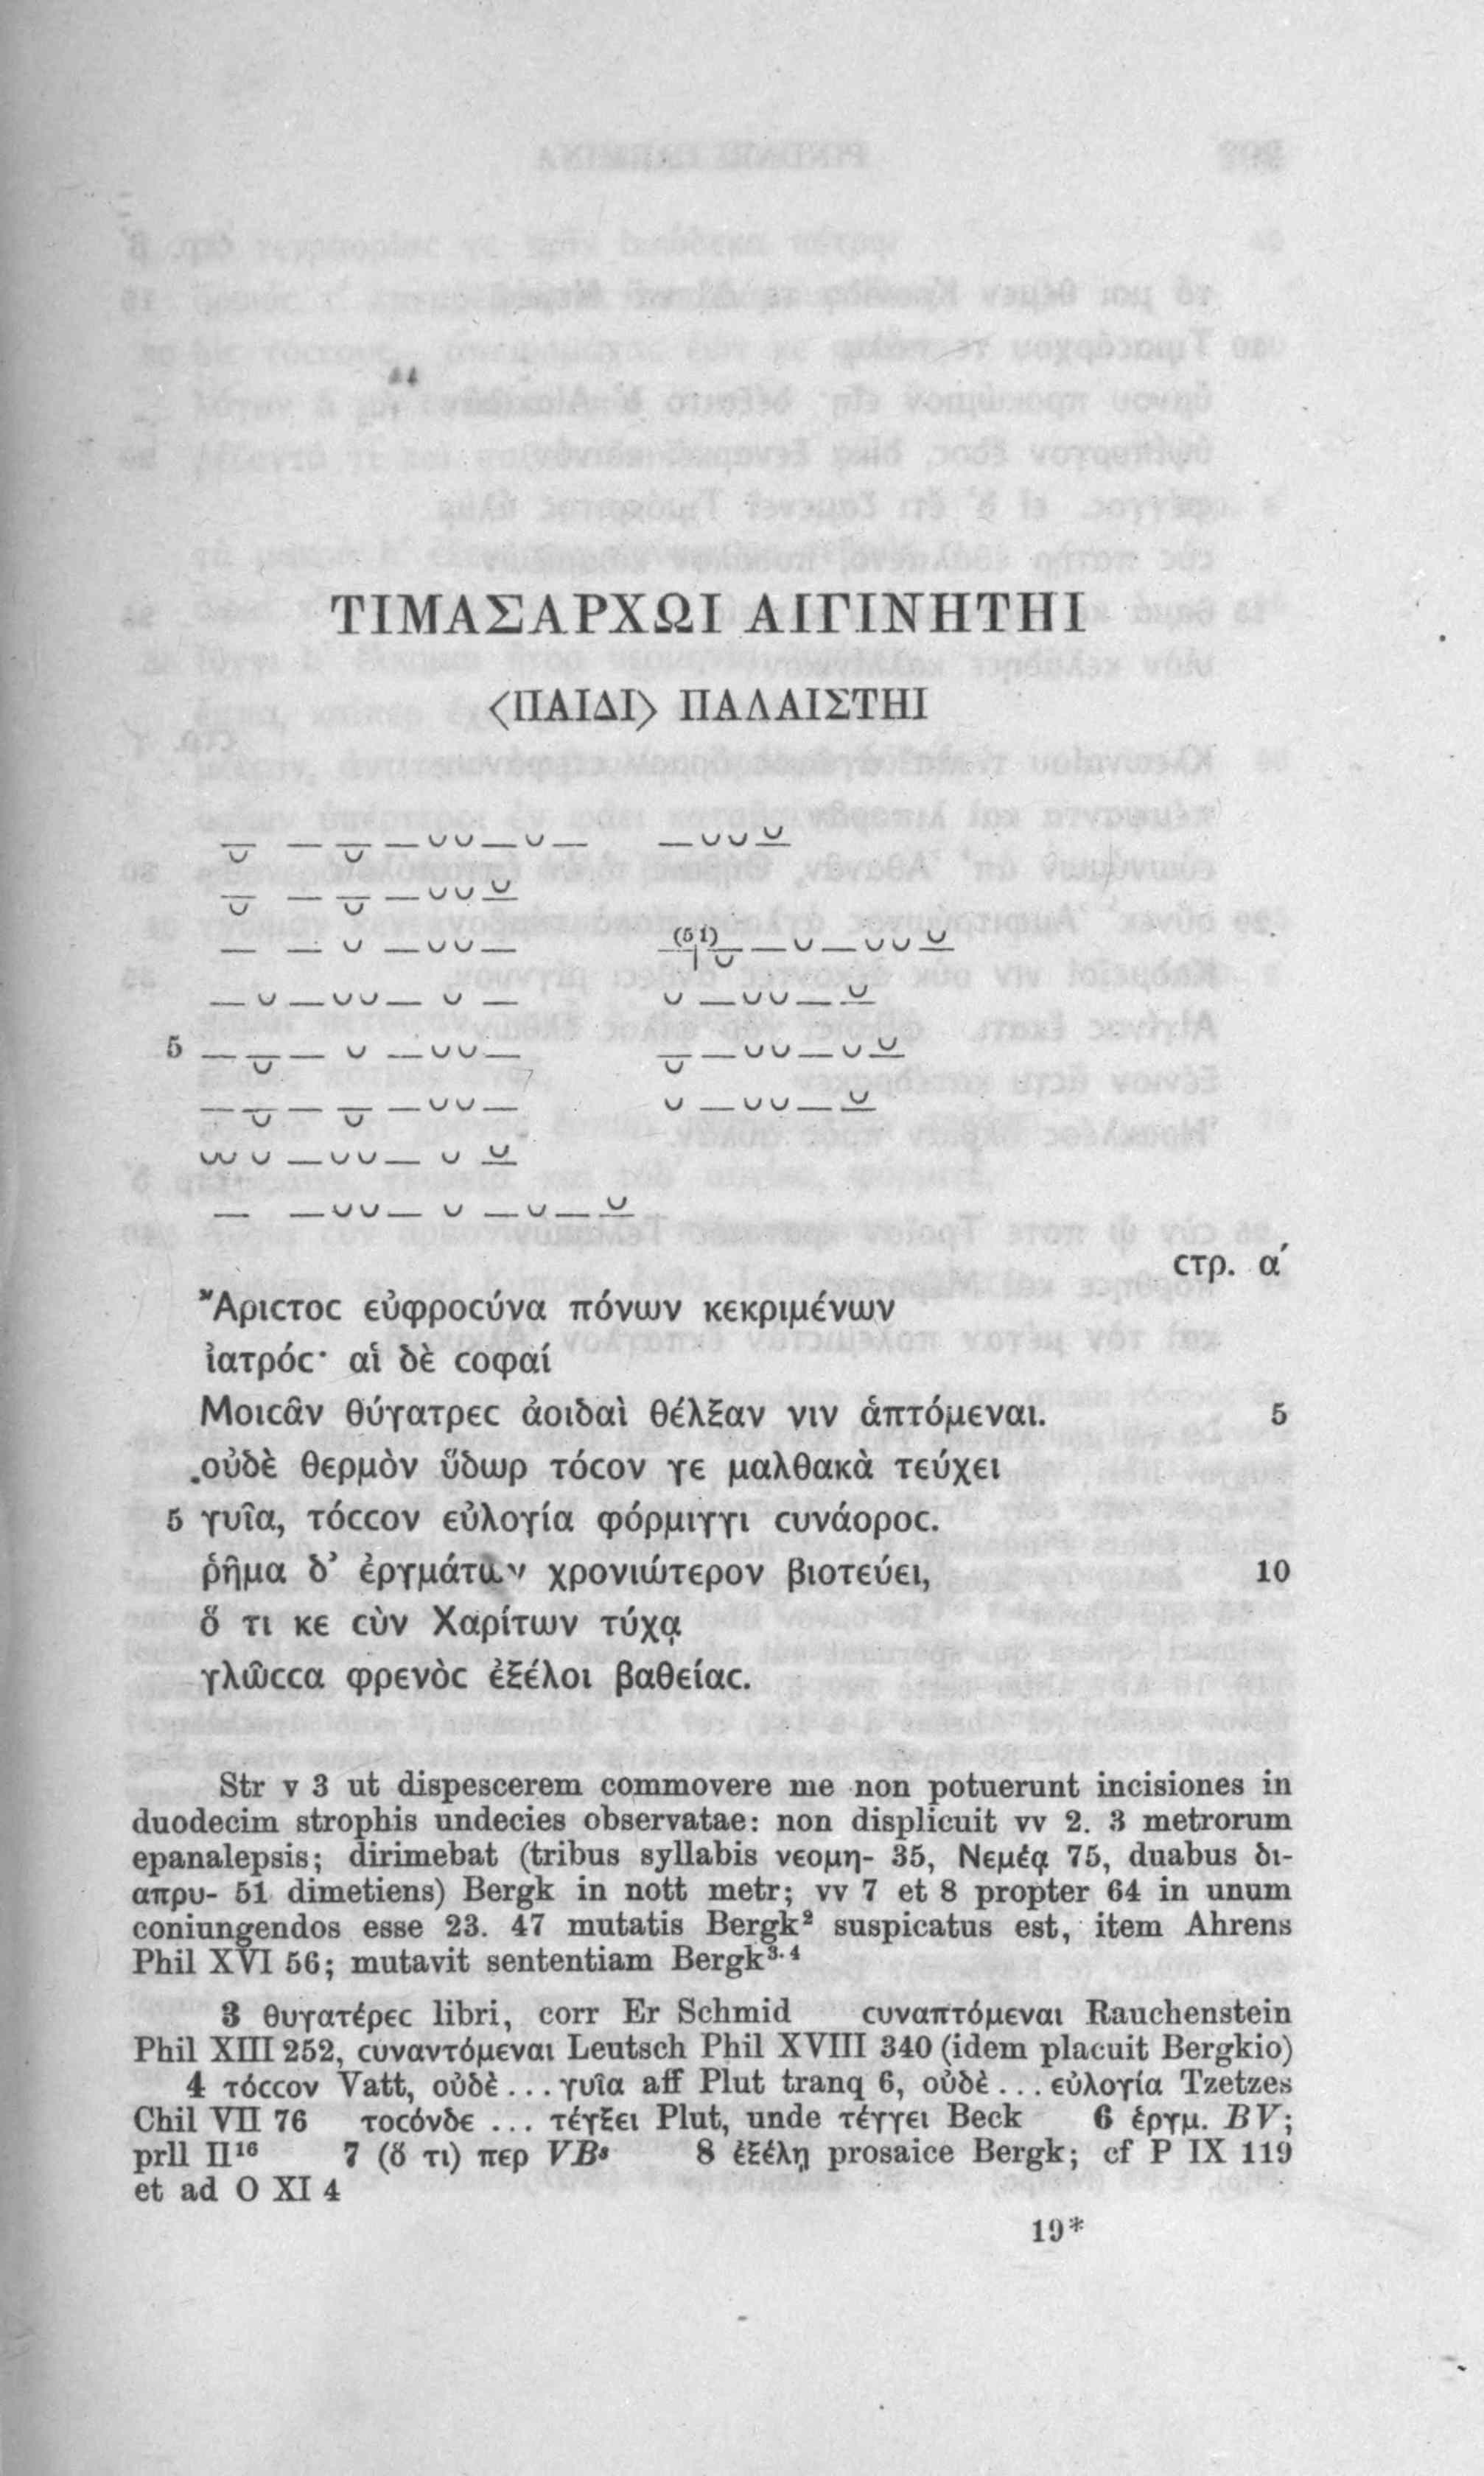 ΤΙΜΑΣΑΡΧΩΙ ΑΙΓΙΝΗΤΗΙ
〈ΠΑΙΔΙ〉 ΠΑΛΑΙΣΤΗΙ
(51)
5
στρ. α′
Ἄριϲτοϲ εὐφροϲύνα πόνων κεκριμένων
ἰατρόϲ· αἱ δὲ ϲοφαί
Μοιϲᾶν θύγατρεϲ ἀοιδαὶ θέλξαν νιν ἁπτόμεναι. 5
οὐδὲ θερμὸν ὕδωρ τόϲον γε μαλθακὰ τεύχει
5 γυῖα, τόϲϲον εὐλογία φόρμιγγι ϲυνάοροϲ.
ῥῆμα δ’ ἐργμάτων χρονιώτερον βιοτεύει, 10
ὅ τι κε ϲὺν Χαρίτων τύχᾳ
γλῶϲϲα φρενὸϲ ἐξέλοι βαθείαϲ.
Str v 3 ut dispescerem commovere me non potuerunt incisiones in
duodecim strophis undecies observatae: non displicuit vv 2. 3 metrorum
epanalepsis; dirimebat (tribus syllabis νεομη- 35, Νεμέᾳ 75, duabus δι-
απρυ- 51 dimetiens) Bergk in nott metr; vv 7 et 8 propter 64 in unum
coniungendos esse 23. 47 mutatis Bergk² suspicatus est, item Ahrens
Phil XVI 56; mutavit sententiam Bergk³·⁴
3 θυγατέρεϲ libri, corr Er Schmid ϲυναπτόμεναι Rauchenstein
Phil XIII 252, ϲυναντόμεναι Leutsch Phil XVIII 340 (idem placuit Bergkio)
4 τόϲϲον Vatt, οὐδὲ ... γυῖα aff Plut tranq 6, οὐδὲ ... εὐλογία Tzetzes
Chil VII 76 τοϲόνδε ... τέγξει Plut, unde τέγγει Beck 6 ἑργμ. BV;
prll II¹⁶ 7 (ὅ τι) περ VBˢ 8 ἐξέλῃ prosaice Bergk; cf P IX 119
et ad O XI 4
19*